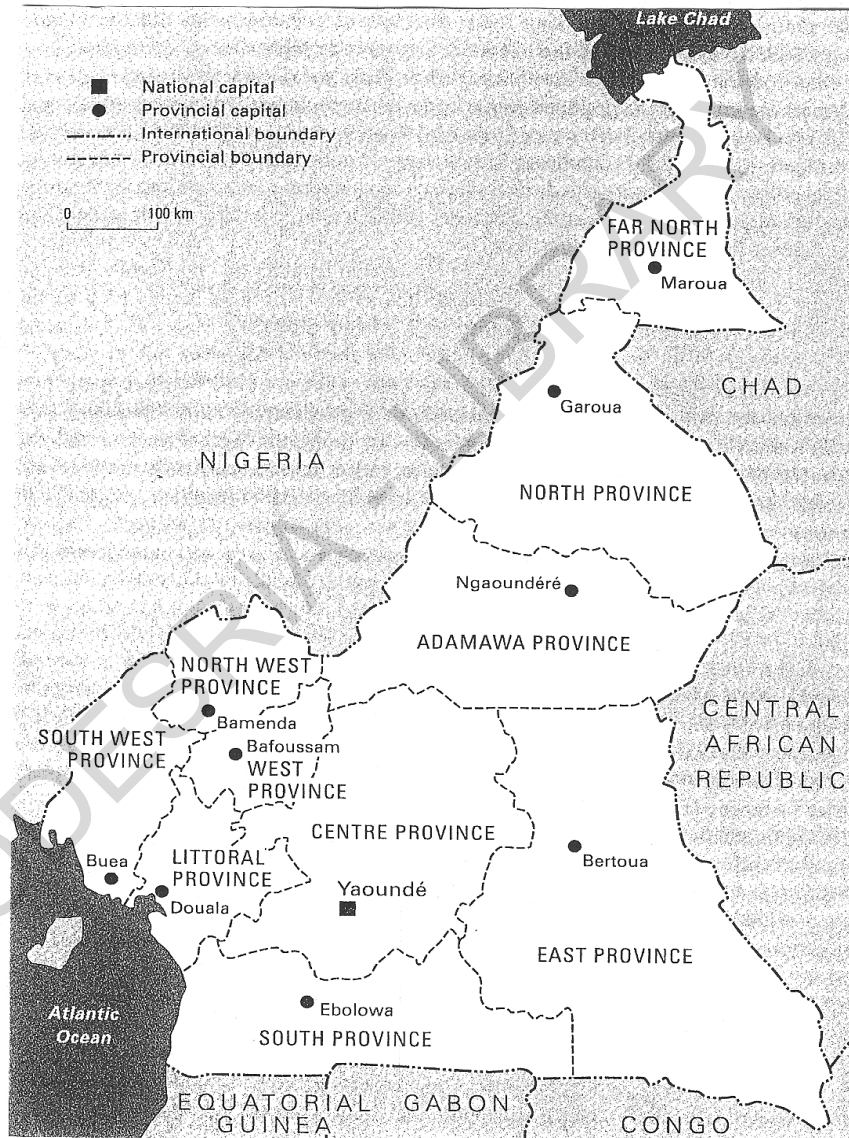 Lake Chad
National capital
Provincial capital
International boundary
Provincial boundary
0 100 km
FAR NORTH
PROVINCE
Maroua
CHAD
Garoua
NIGERIA
NORTH PROVINCE
Ngaoundéré
ADAMAWA PROVINCE
NORTH WEST
PROVINCE
Bamenda
CENTRAL
AFRICAN
REPUBLIC
SOUTH WEST
PROVINCE
Bafoussam
WEST
PROVINCE
CENTRE PROVINCE
Buea
LITTORAL
PROVINCE
Bertoua
Yaoundé
Douala
EAST PROVINCE
Atlantic
Ocean
Ebolowa
SOUTH PROVINCE
EQUATORIAL
GUINEA
GABON
CONGO
CODESRIA - LIBRARY